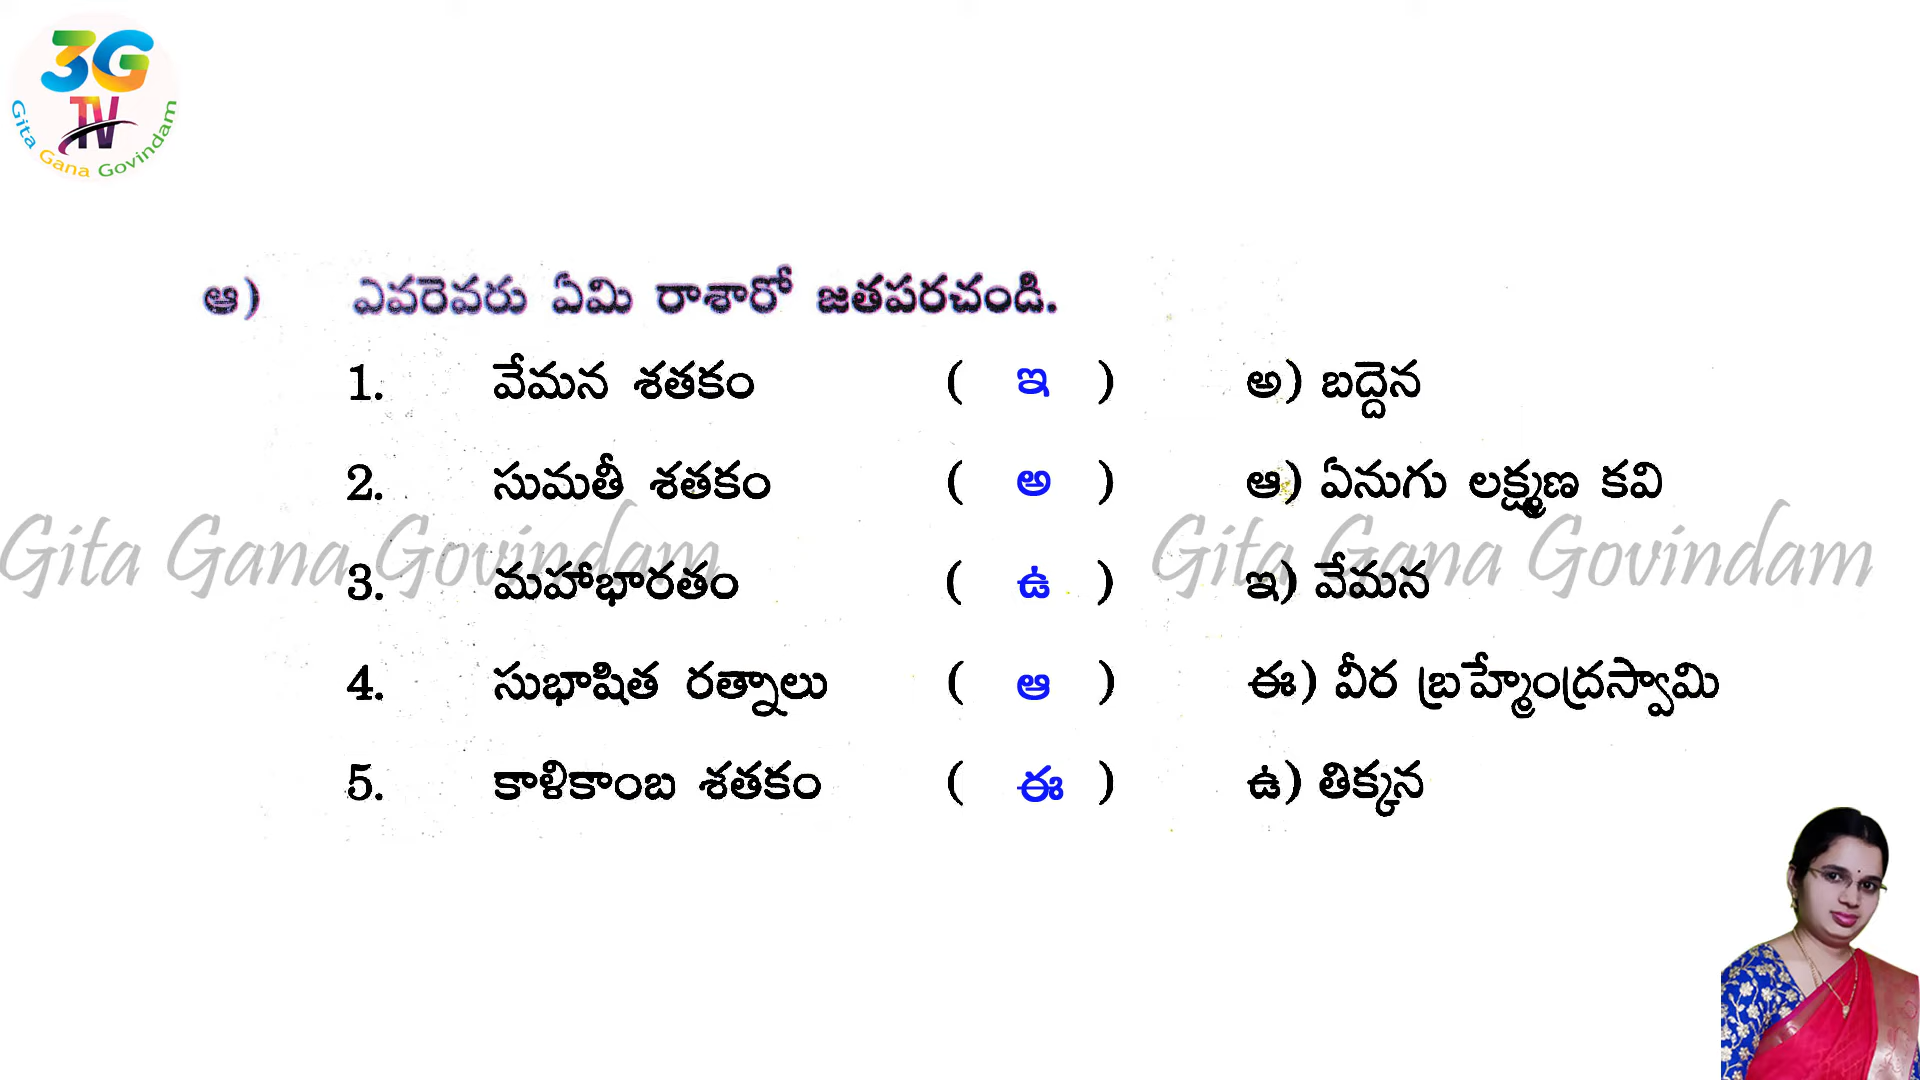 3G
TV
Gita Gana Govindam
ఆ) ఎవరెవరు ఏమి రాశారో జతపరచండి.
1. వేమన శతకం ( ఇ ) అ) బద్దెన
2. సుమతీ శతకం ( అ ) ఆ) ఏనుగు లక్ష్మణ కవి
Gita Gana Govindam Gita Gana Govindam
3. మహాభారతం ( ఉ ) ఇ) వేమన
4. సుభాషిత రత్నాలు ( ఆ ) ఈ) వీర బ్రహ్మేంద్రస్వామి
5. కాళికాంబ శతకం ( ఈ ) ఉ) తిక్కన